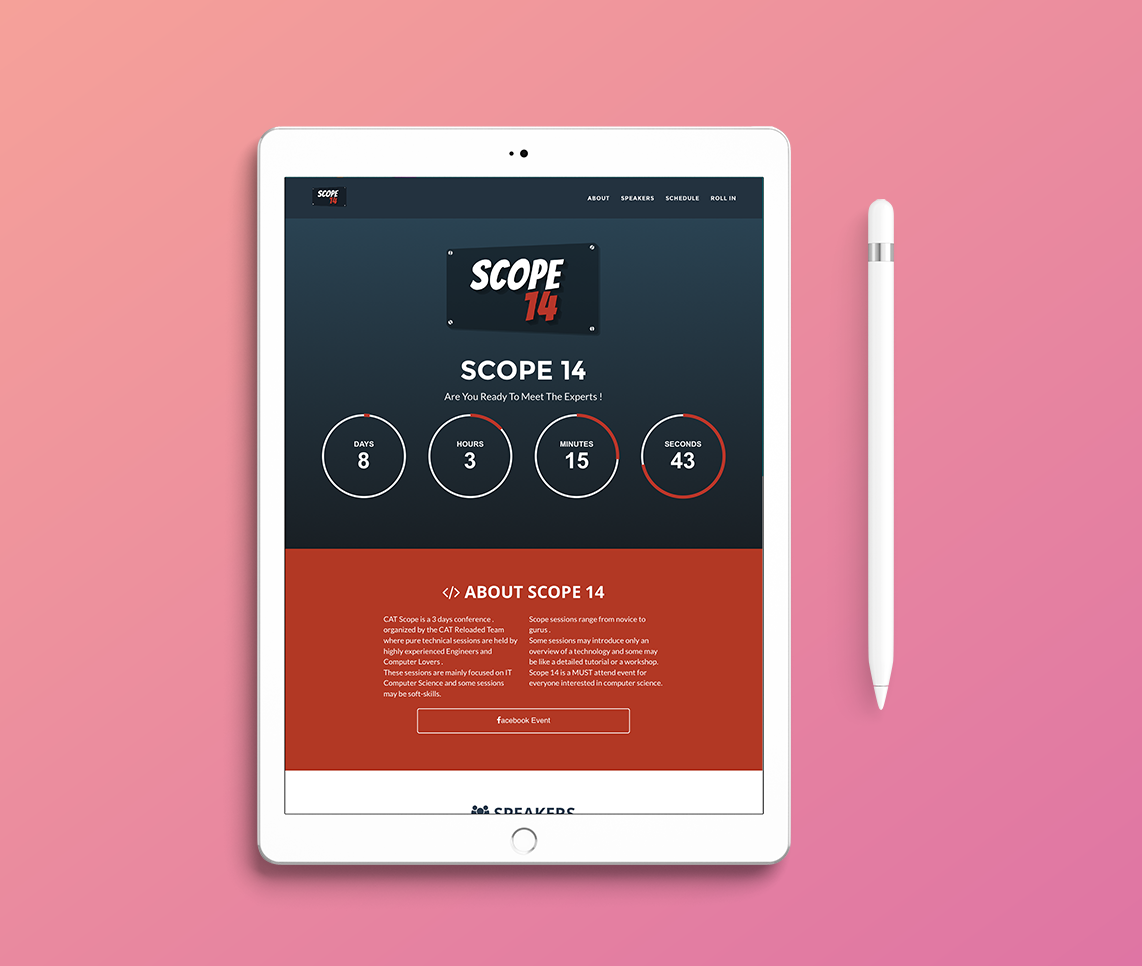 SCOPE
14
ABOUT SPEAKERS SCHEDULE ROLL IN
SCOPE
14
SCOPE 14
Are You Ready To Meet The Experts !
DAYS HOURS MINUTES SECONDS
8 3 15 43
</> ABOUT SCOPE 14
CAT Scope is a 3 days conference .
organized by the CAT Reloaded Team
where pure technical sessions are held by
highly experienced Engineers and
Computer Lovers .
These sessions are mainly focused on IT
Computer Science and some sessions
may be soft-skills.
Scope sessions range from novice to
gurus .
Some sessions may introduce only an
overview of a technology and some may
be like a detailed tutorial or a workshop.
Scope 14 is a MUST attend event for
everyone interested in computer science.
facebook Event
SPEAKERS